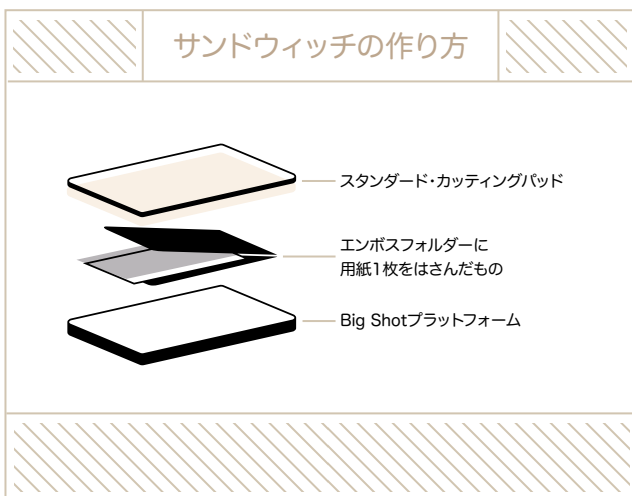 サンドウィッチの作り方
スタンダード・カッティングパッド
エンボスフォルダーに
用紙1枚をはさんだもの
Big Shotプラットフォーム